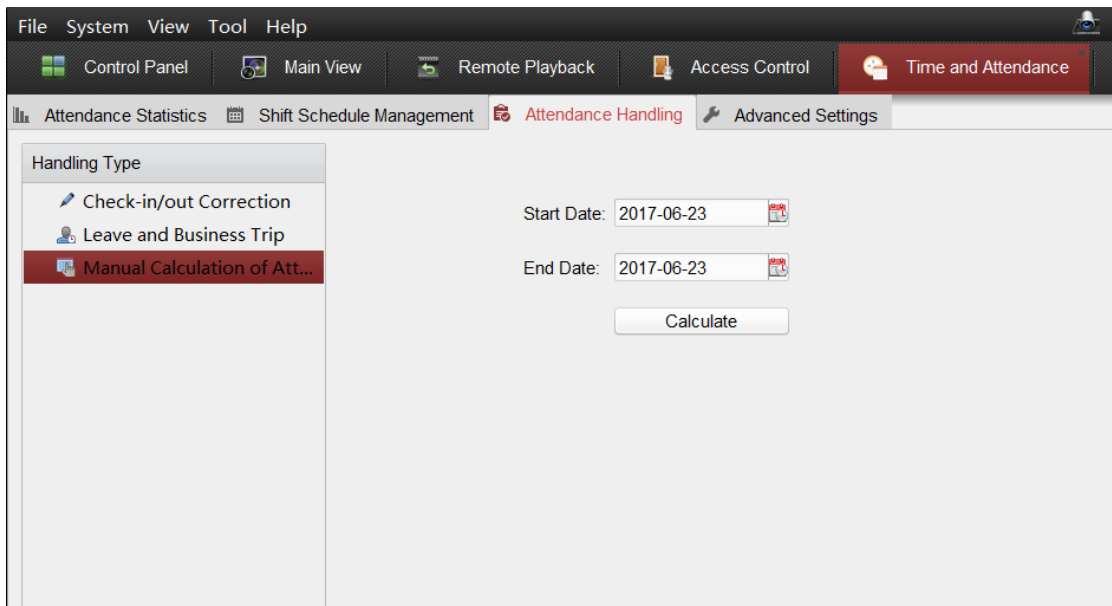 File System View Tool Help
Control Panel Main View Remote Playback Access Control Time and Attendance
Attendance Statistics Shift Schedule Management Attendance Handling Advanced Settings
Handling Type
Check-in/out Correction
Leave and Business Trip
Manual Calculation of Att...
Start Date: 2017-06-23
End Date: 2017-06-23
Calculate